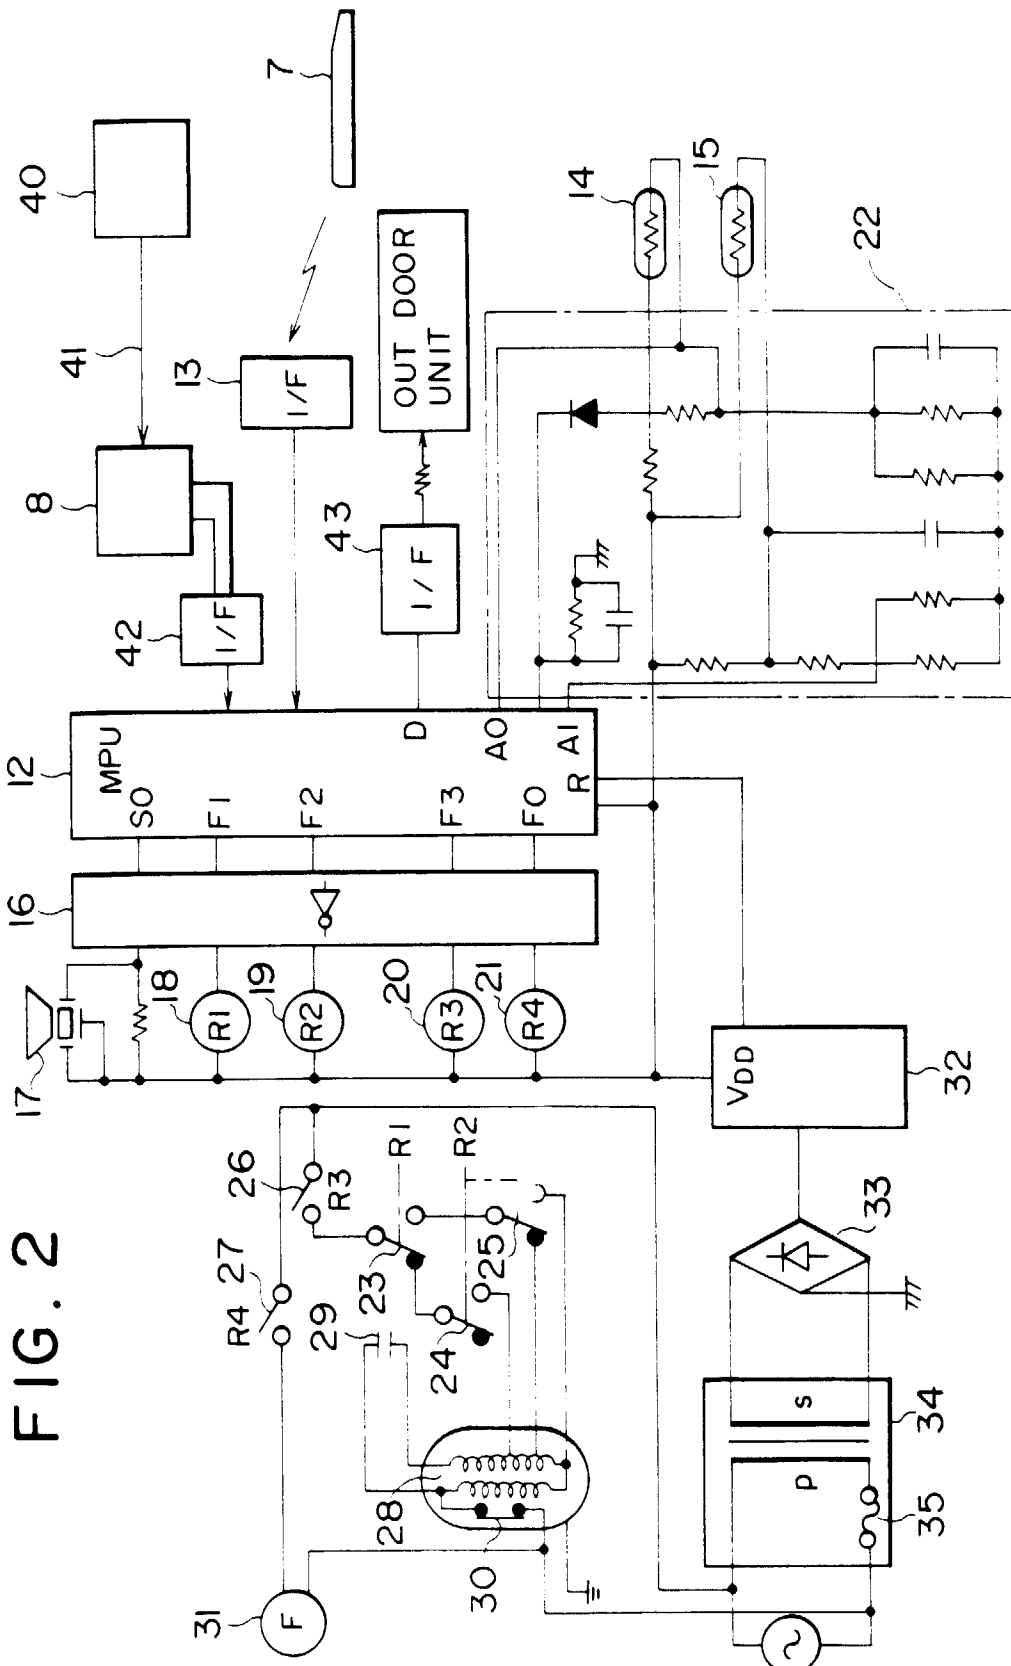 FIG. 2
40
7
41
8
13
I/F
42
I/F
43
I/F
OUT DOOR
UNIT
14
15
22
12
MPU
SO
F1
F2
F3
FO
D
AO
AI
R
16
17
18
R1
19
R2
20
R3
21
R4
26
R3
27
R4
R1
R2
23
24
25
29
28
30
31
F
VDD
32
33
34
s
p
35